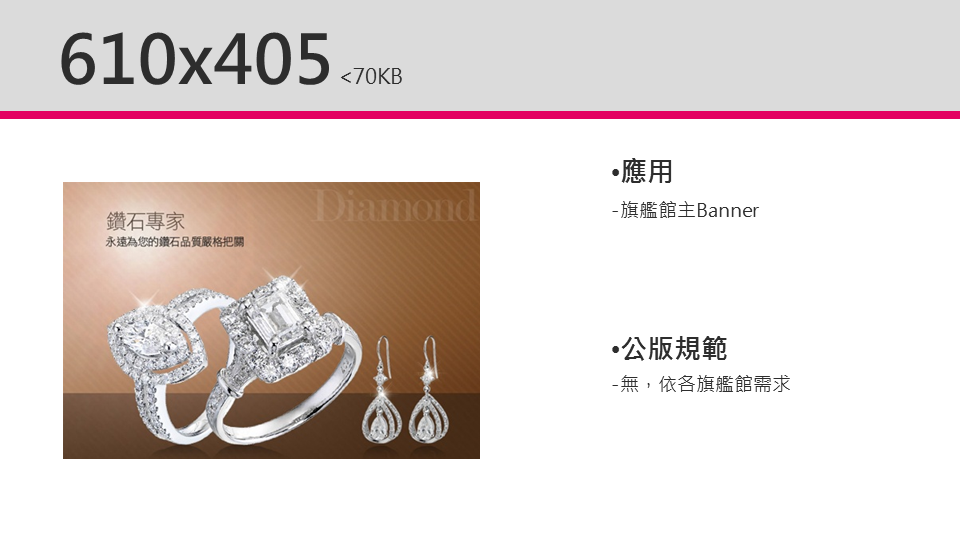 610x405 <70KB
•應用
-旗艦館主Banner
Diamond
鑽石專家
永遠為您的鑽石品質嚴格把關
•公版規範
-無，依各旗艦館需求